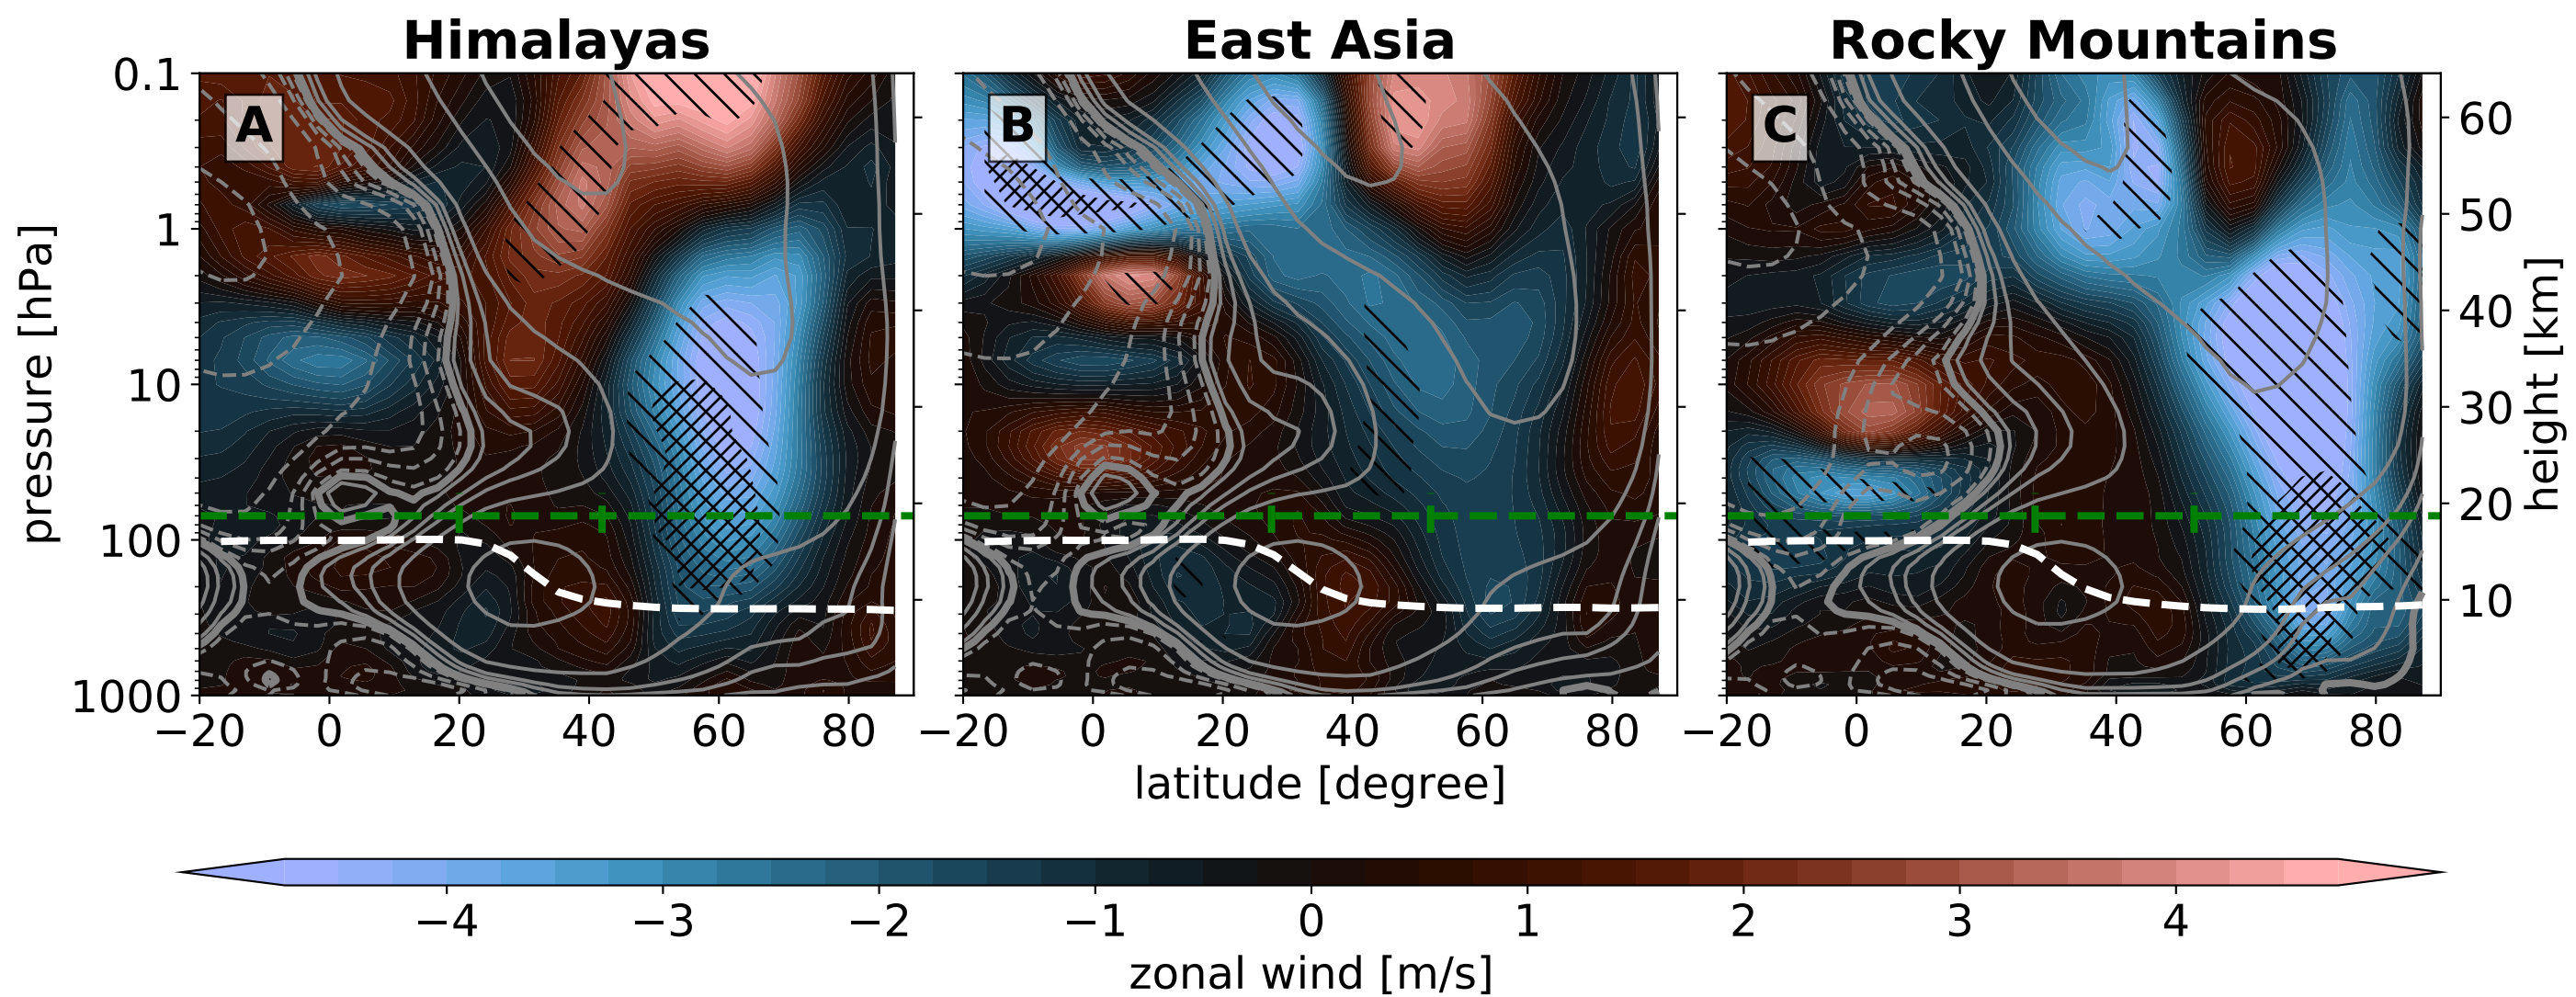 Himalayas East Asia Rocky Mountains
A B C
0.1
1
10
100
1000
pressure [hPa]
60
50
40
30
20
10
height [km]
−20 0 20 40 60 80 −20 0 20 40 60 80 −20 0 20 40 60 80
latitude [degree]
−4 −3 −2 −1 0 1 2 3 4
zonal wind [m/s]